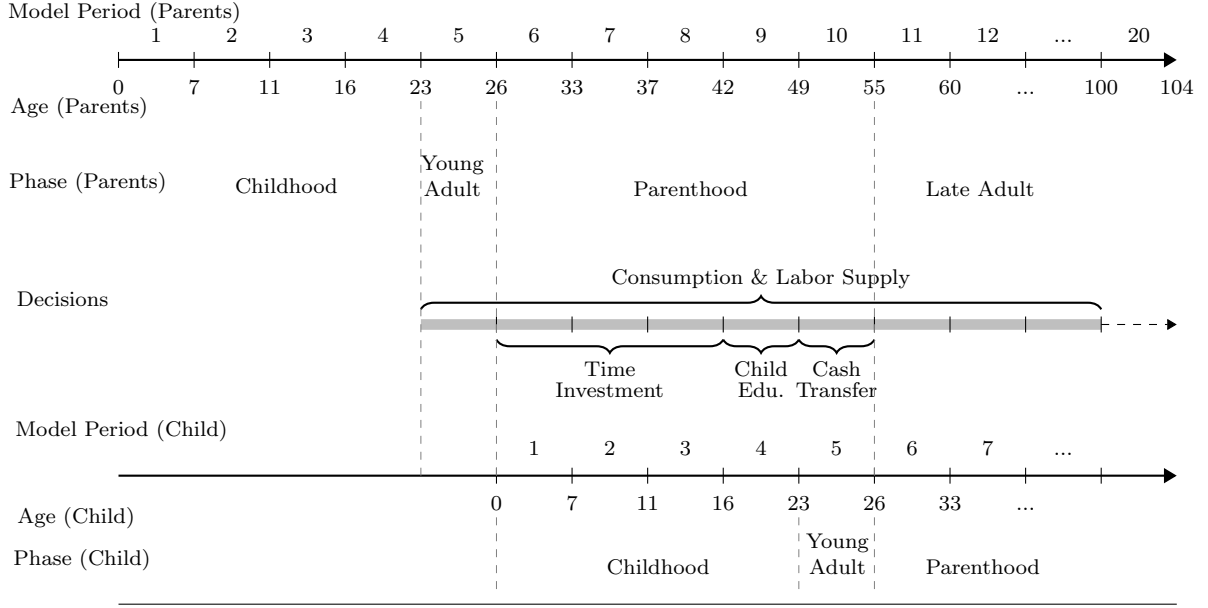 Model Period (Parents)
1 2 3 4 5 6 7 8 9 10 11 12 ... 20
0 7 11 16 23 26 33 37 42 49 55 60 ... 100 104
Age (Parents)
Phase (Parents)
Childhood
Young
Adult
Parenthood
Late Adult
Consumption & Labor Supply
Decisions
Time
Investment
Child
Edu.
Cash
Transfer
Model Period (Child)
1 2 3 4 5 6 7 ...
0 7 11 16 23 26 33 ...
Age (Child)
Phase (Child)
Childhood
Young
Adult
Parenthood